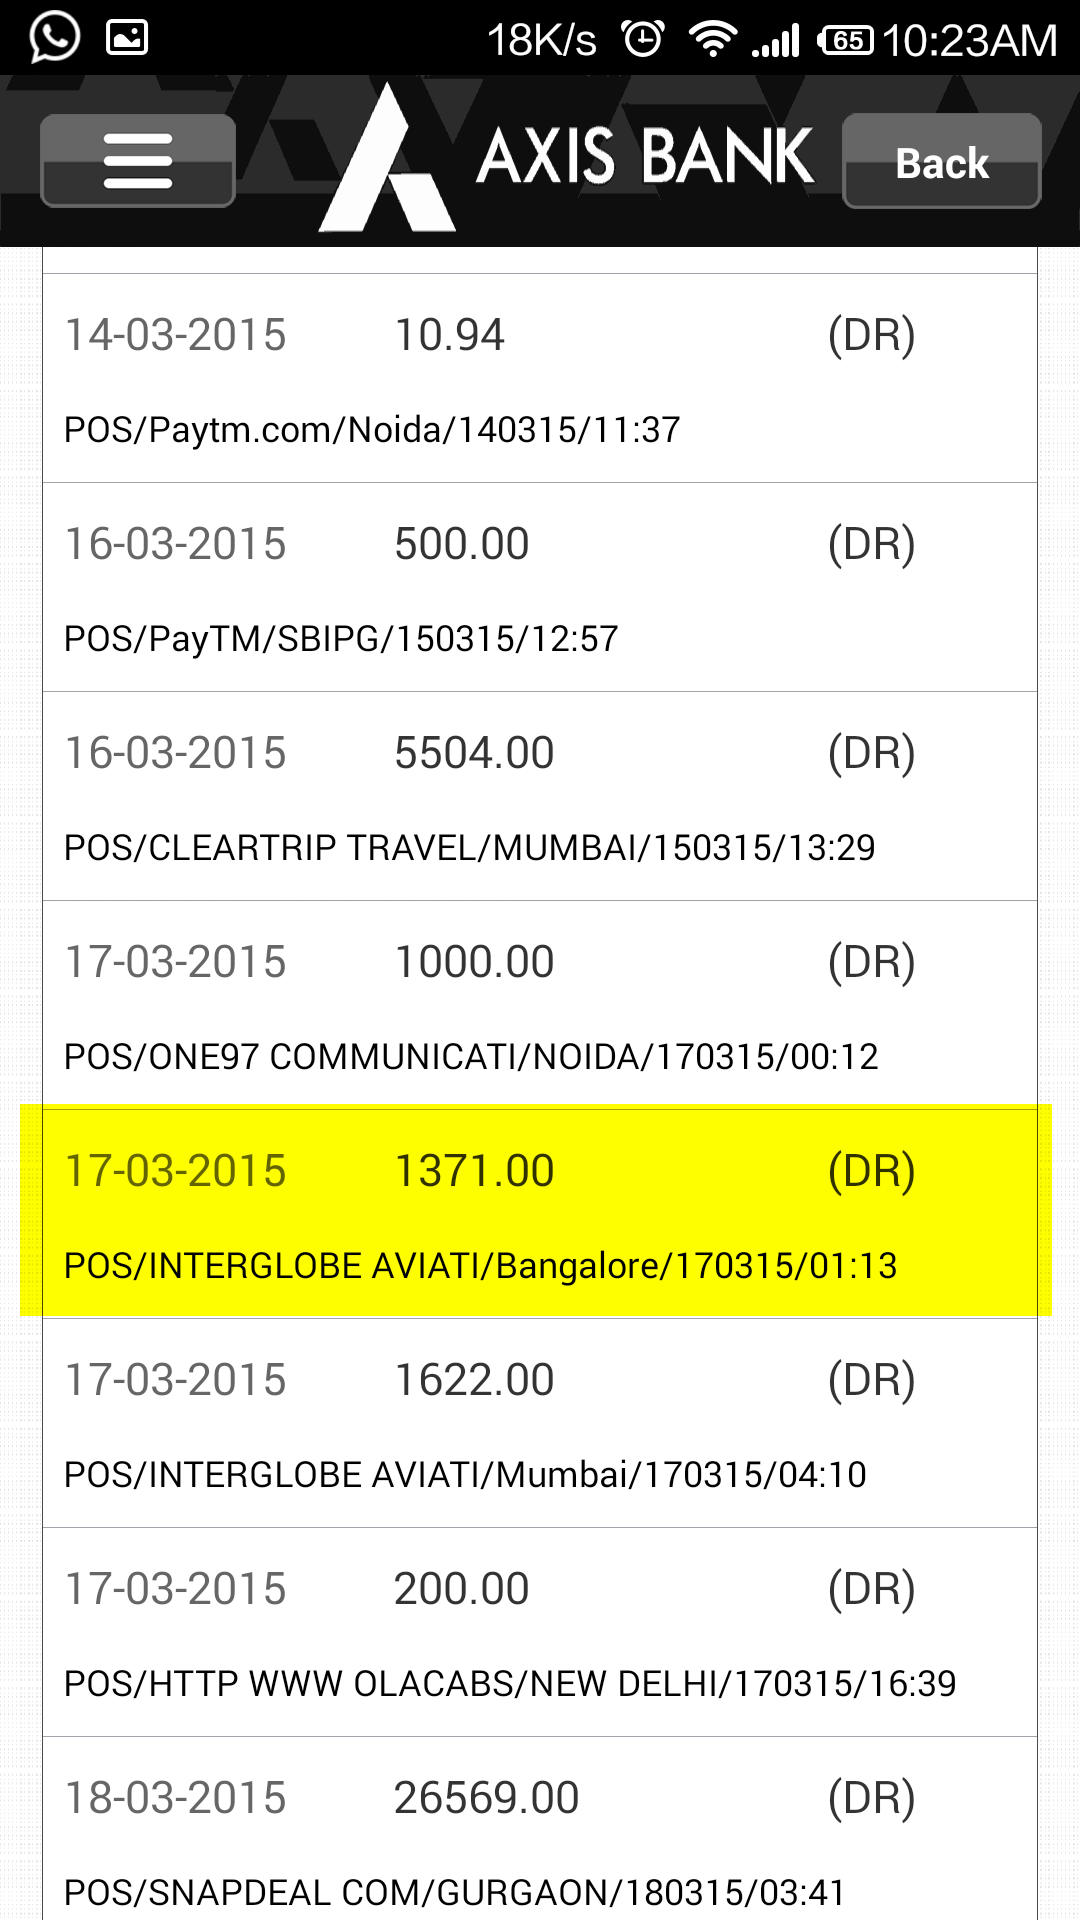 18K/s 65 10:23AM
AXIS BANK Back
14-03-2015 10.94 (DR)
POS/Paytm.com/Noida/140315/11:37
16-03-2015 500.00 (DR)
POS/PayTM/SBIPG/150315/12:57
16-03-2015 5504.00 (DR)
POS/CLEARTRIP TRAVEL/MUMBAI/150315/13:29
17-03-2015 1000.00 (DR)
POS/ONE97 COMMUNICATI/NOIDA/170315/00:12
17-03-2015 1371.00 (DR)
POS/INTERGLOBE AVIATI/Bangalore/170315/01:13
17-03-2015 1622.00 (DR)
POS/INTERGLOBE AVIATI/Mumbai/170315/04:10
17-03-2015 200.00 (DR)
POS/HTTP WWW OLACABS/NEW DELHI/170315/16:39
18-03-2015 26569.00 (DR)
POS/SNAPDEAL COM/GURGAON/180315/03:41